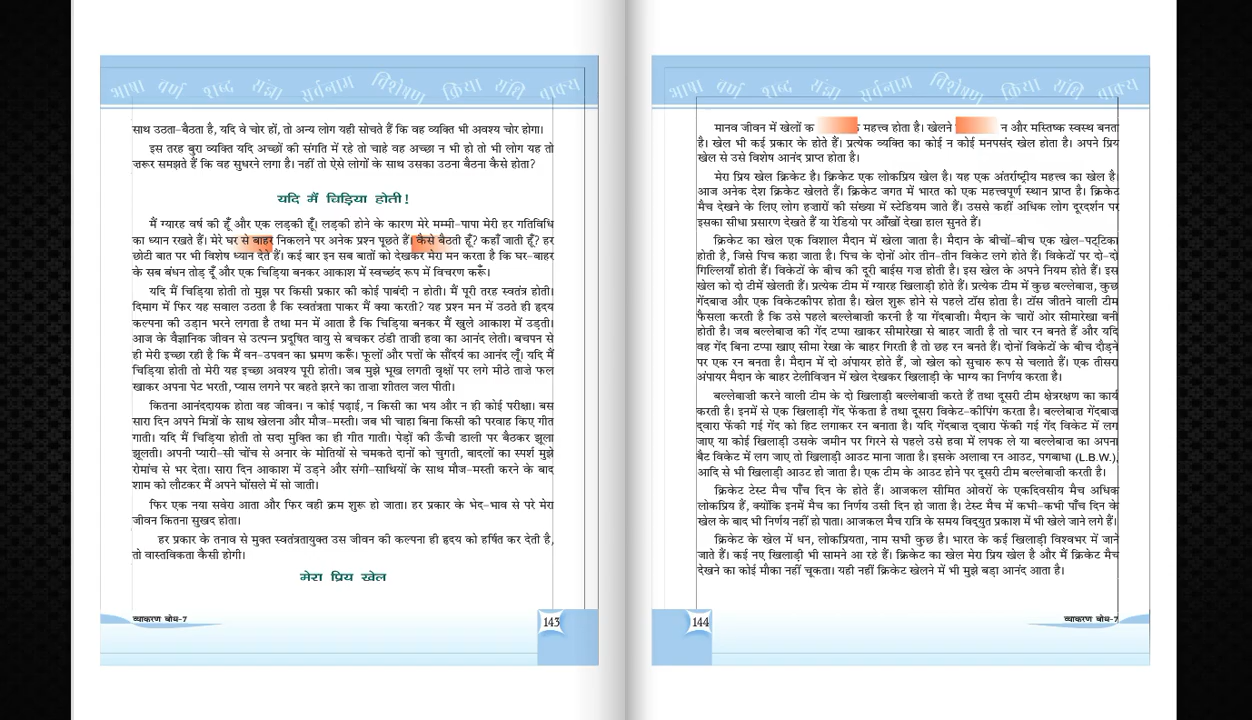 भाषा वर्ण शब्द संज्ञा सर्वनाम विशेषण क्रिया संधि वाक्य
साथ उठता-बैठता है, यदि वे चोर हों, तो अन्य लोग यही सोचते हैं कि वह व्यक्ति भी अवश्य चोर होगा।
इस तरह बुरा व्यक्ति यदि अच्छों की संगति में रहे तो चाहे वह अच्छा न भी हो तो भी लोग यह तो
ज़रूर समझते हैं कि वह सुधरने लगा है। नहीं तो ऐसे लोगों के साथ उसका उठना बैठना कैसे होता?
यदि मैं चिड़िया होती!
मैं ग्यारह वर्ष की हूँ और एक लड़की हूँ। लड़की होने के कारण मेरे मम्मी-पापा मेरी हर गतिविधि
का ध्यान रखते हैं। मेरे घर से बाहर निकलने पर अनेक प्रश्न पूछते हैं। कैसे बैठती हूँ? कहाँ जाती हूँ? हर
छोटी बात पर भी विशेष ध्यान देते हैं। कई बार इन सब बातों को देखकर मेरा मन करता है कि घर-बाहर
के सब बंधन तोड़ दूँ और एक चिड़िया बनकर आकाश में स्वच्छंद रूप में विचरण करूँ।
यदि मैं चिड़िया होती तो मुझ पर किसी प्रकार की कोई पाबंदी न होती। मैं पूरी तरह स्वतंत्र होती।
दिमाग में फिर यह सवाल उठता है कि स्वतंत्रता पाकर मैं क्या करती? यह प्रश्न मन में उठते ही हृदय
कल्पना की उड़ान भरने लगता है तथा मन में आता है कि चिड़िया बनकर मैं खुले आकाश में उड़ती।
आज के वैज्ञानिक जीवन से उत्पन्न प्रदूषित वायु से बचकर ठंडी ताज़ी हवा का आनंद लेती। बचपन से
ही मेरी इच्छा रही है कि मैं वन-उपवन का भ्रमण करूँ। फूलों और पत्तों के सौंदर्य का आनंद लूँ। यदि मैं
चिड़िया होती तो मेरी यह इच्छा अवश्य पूरी होती। जब मुझे भूख लगती वृक्षों पर लगे मीठे ताजे फल
खाकर अपना पेट भरती, प्यास लगने पर बहते झरने का ताज़ा शीतल जल पीती।
कितना आनंददायक होता वह जीवन। न कोई पढ़ाई, न किसी का भय और न ही कोई परीक्षा। बस
सारा दिन अपने मित्रों के साथ खेलना और मौज-मस्ती। जब भी चाहा बिना किसी की परवाह किए गीत
गाती। यदि मैं चिड़िया होती तो सदा मुक्ति का ही गीत गाती। पेड़ों की ऊँची डाली पर बैठकर झूला
झूलती। अपनी प्यारी-सी चोंच से अनार के मोतियों से चमकते दानों को चुगती, बादलों का स्पर्श मुझे
रोमांच से भर देता। सारा दिन आकाश में उड़ने और संगी-साथियों के साथ मौज-मस्ती करने के बाद
शाम को लौटकर मैं अपने घोंसले में सो जाती।
फिर एक नया सवेरा आता और फिर वही क्रम शुरू हो जाता। हर प्रकार के भेद-भाव से परे मेरा
जीवन कितना सुखद होता।
हर प्रकार के तनाव से मुक्त स्वतंत्रतायुक्त उस जीवन की कल्पना ही हृदय को हर्षित कर देती है,
तो वास्तविकता कैसी होगी।
मेरा प्रिय खेल
व्याकरण बोध-7
143
भाषा वर्ण शब्द संज्ञा सर्वनाम विशेषण क्रिया संधि वाक्य
मानव जीवन में खेलों महत्त्व होता है। खेलने और मस्तिष्क स्वस्थ बनता
है। खेल भी कई प्रकार के होते हैं। प्रत्येक व्यक्ति का कोई न कोई मनपसंद खेल होता है। अपने प्रिय
खेल से उसे विशेष आनंद प्राप्त होता है।
मेरा प्रिय खेल क्रिकेट है। क्रिकेट एक लोकप्रिय खेल है। यह एक अंतर्राष्ट्रीय महत्त्व का खेल है।
आज अनेक देश क्रिकेट खेलते हैं। क्रिकेट जगत में भारत को एक महत्त्वपूर्ण स्थान प्राप्त है। क्रिकेट
मैच देखने के लिए लोग हज़ारों की संख्या में स्टेडियम जाते हैं। उससे कहीं अधिक लोग दूरदर्शन पर
इसका सीधा प्रसारण देखते हैं या रेडियो पर आँखों देखा हाल सुनते हैं।
क्रिकेट का खेल एक विशाल मैदान में खेला जाता है। मैदान के बीचों-बीच एक खेल-पट्टिका
होती है, जिसे पिच कहा जाता है। पिच के दोनों ओर तीन-तीन विकेट लगे होते हैं। विकेटों पर दो-दो
गिल्लियाँ होती हैं। विकेटों के बीच की दूरी बाईस गज़ होती है। इस खेल के अपने नियम होते हैं। इस
खेल को दो टीमें खेलती हैं। प्रत्येक टीम में ग्यारह खिलाड़ी होते हैं। प्रत्येक टीम में कुछ बल्लेबाज़, कुछ
गेंदबाज़ और एक विकेटकीपर होता है। खेल शुरू होने से पहले टॉस होता है। टॉस जीतने वाली टीम
फ़ैसला करती है कि उसे पहले बल्लेबाज़ी करनी है या गेंदबाज़ी। मैदान के चारों ओर सीमारेखा बनी
होती है। जब बल्लेबाज़ की गेंद टप्पा खाकर सीमारेखा से बाहर जाती है तो चार रन बनते हैं और यदि
वह गेंद बिना टप्पा खाए सीमा रेखा के बाहर गिरती है तो छह रन बनते हैं। दोनों विकेटों के बीच दौड़ने
पर एक रन बनता है। मैदान में दो अंपायर होते हैं, जो खेल को सुचारु रूप से चलाते हैं। एक तीसरा
अंपायर मैदान के बाहर टेलीविज़न में खेल देखकर खिलाड़ी के भाग्य का निर्णय करता है।
बल्लेबाज़ी करने वाली टीम के दो खिलाड़ी बल्लेबाज़ी करते हैं तथा दूसरी टीम क्षेत्ररक्षण का कार्य
करती है। इनमें से एक खिलाड़ी गेंद फेंकता है तथा दूसरा विकेट-कीपिंग करता है। बल्लेबाज़ गेंदबाज़
द्वारा फेंकी गई गेंद को हिट लगाकर रन बनाता है। यदि गेंदबाज़ द्वारा फेंकी गई गेंद विकेट में लग
जाए या कोई खिलाड़ी उसके जमीन पर गिरने से पहले उसे हवा में लपक ले या बल्लेबाज का अपना
बैट विकेट में लग जाए तो खिलाड़ी आउट माना जाता है। इसके अलावा रन आउट, पगबाधा (L.B.W.),
आदि से भी खिलाड़ी आउट हो जाता है। एक टीम के आउट होने पर दूसरी टीम बल्लेबाज़ी करती है।
क्रिकेट टेस्ट मैच पाँच दिन के होते हैं। आजकल सीमित ओवरों के एकदिवसीय मैच अधिक
लोकप्रिय हैं, क्योंकि इनमें मैच का निर्णय उसी दिन हो जाता है। टेस्ट मैच में कभी-कभी पाँच दिन के
खेल के बाद भी निर्णय नहीं हो पाता। आजकल मैच रात्रि के समय विद्युत प्रकाश में भी खेले जाने लगे हैं।
क्रिकेट के खेल में धन, लोकप्रियता, नाम सभी कुछ है। भारत के कई खिलाड़ी विश्वभर में जाने
जाते हैं। कई नए खिलाड़ी भी सामने आ रहे हैं। क्रिकेट का खेल मेरा प्रिय खेल है और मैं क्रिकेट मैच
देखने का कोई मौका नहीं चूकता। यही नहीं क्रिकेट खेलने में भी मुझे बड़ा आनंद आता है।
144
व्याकरण बोध-7